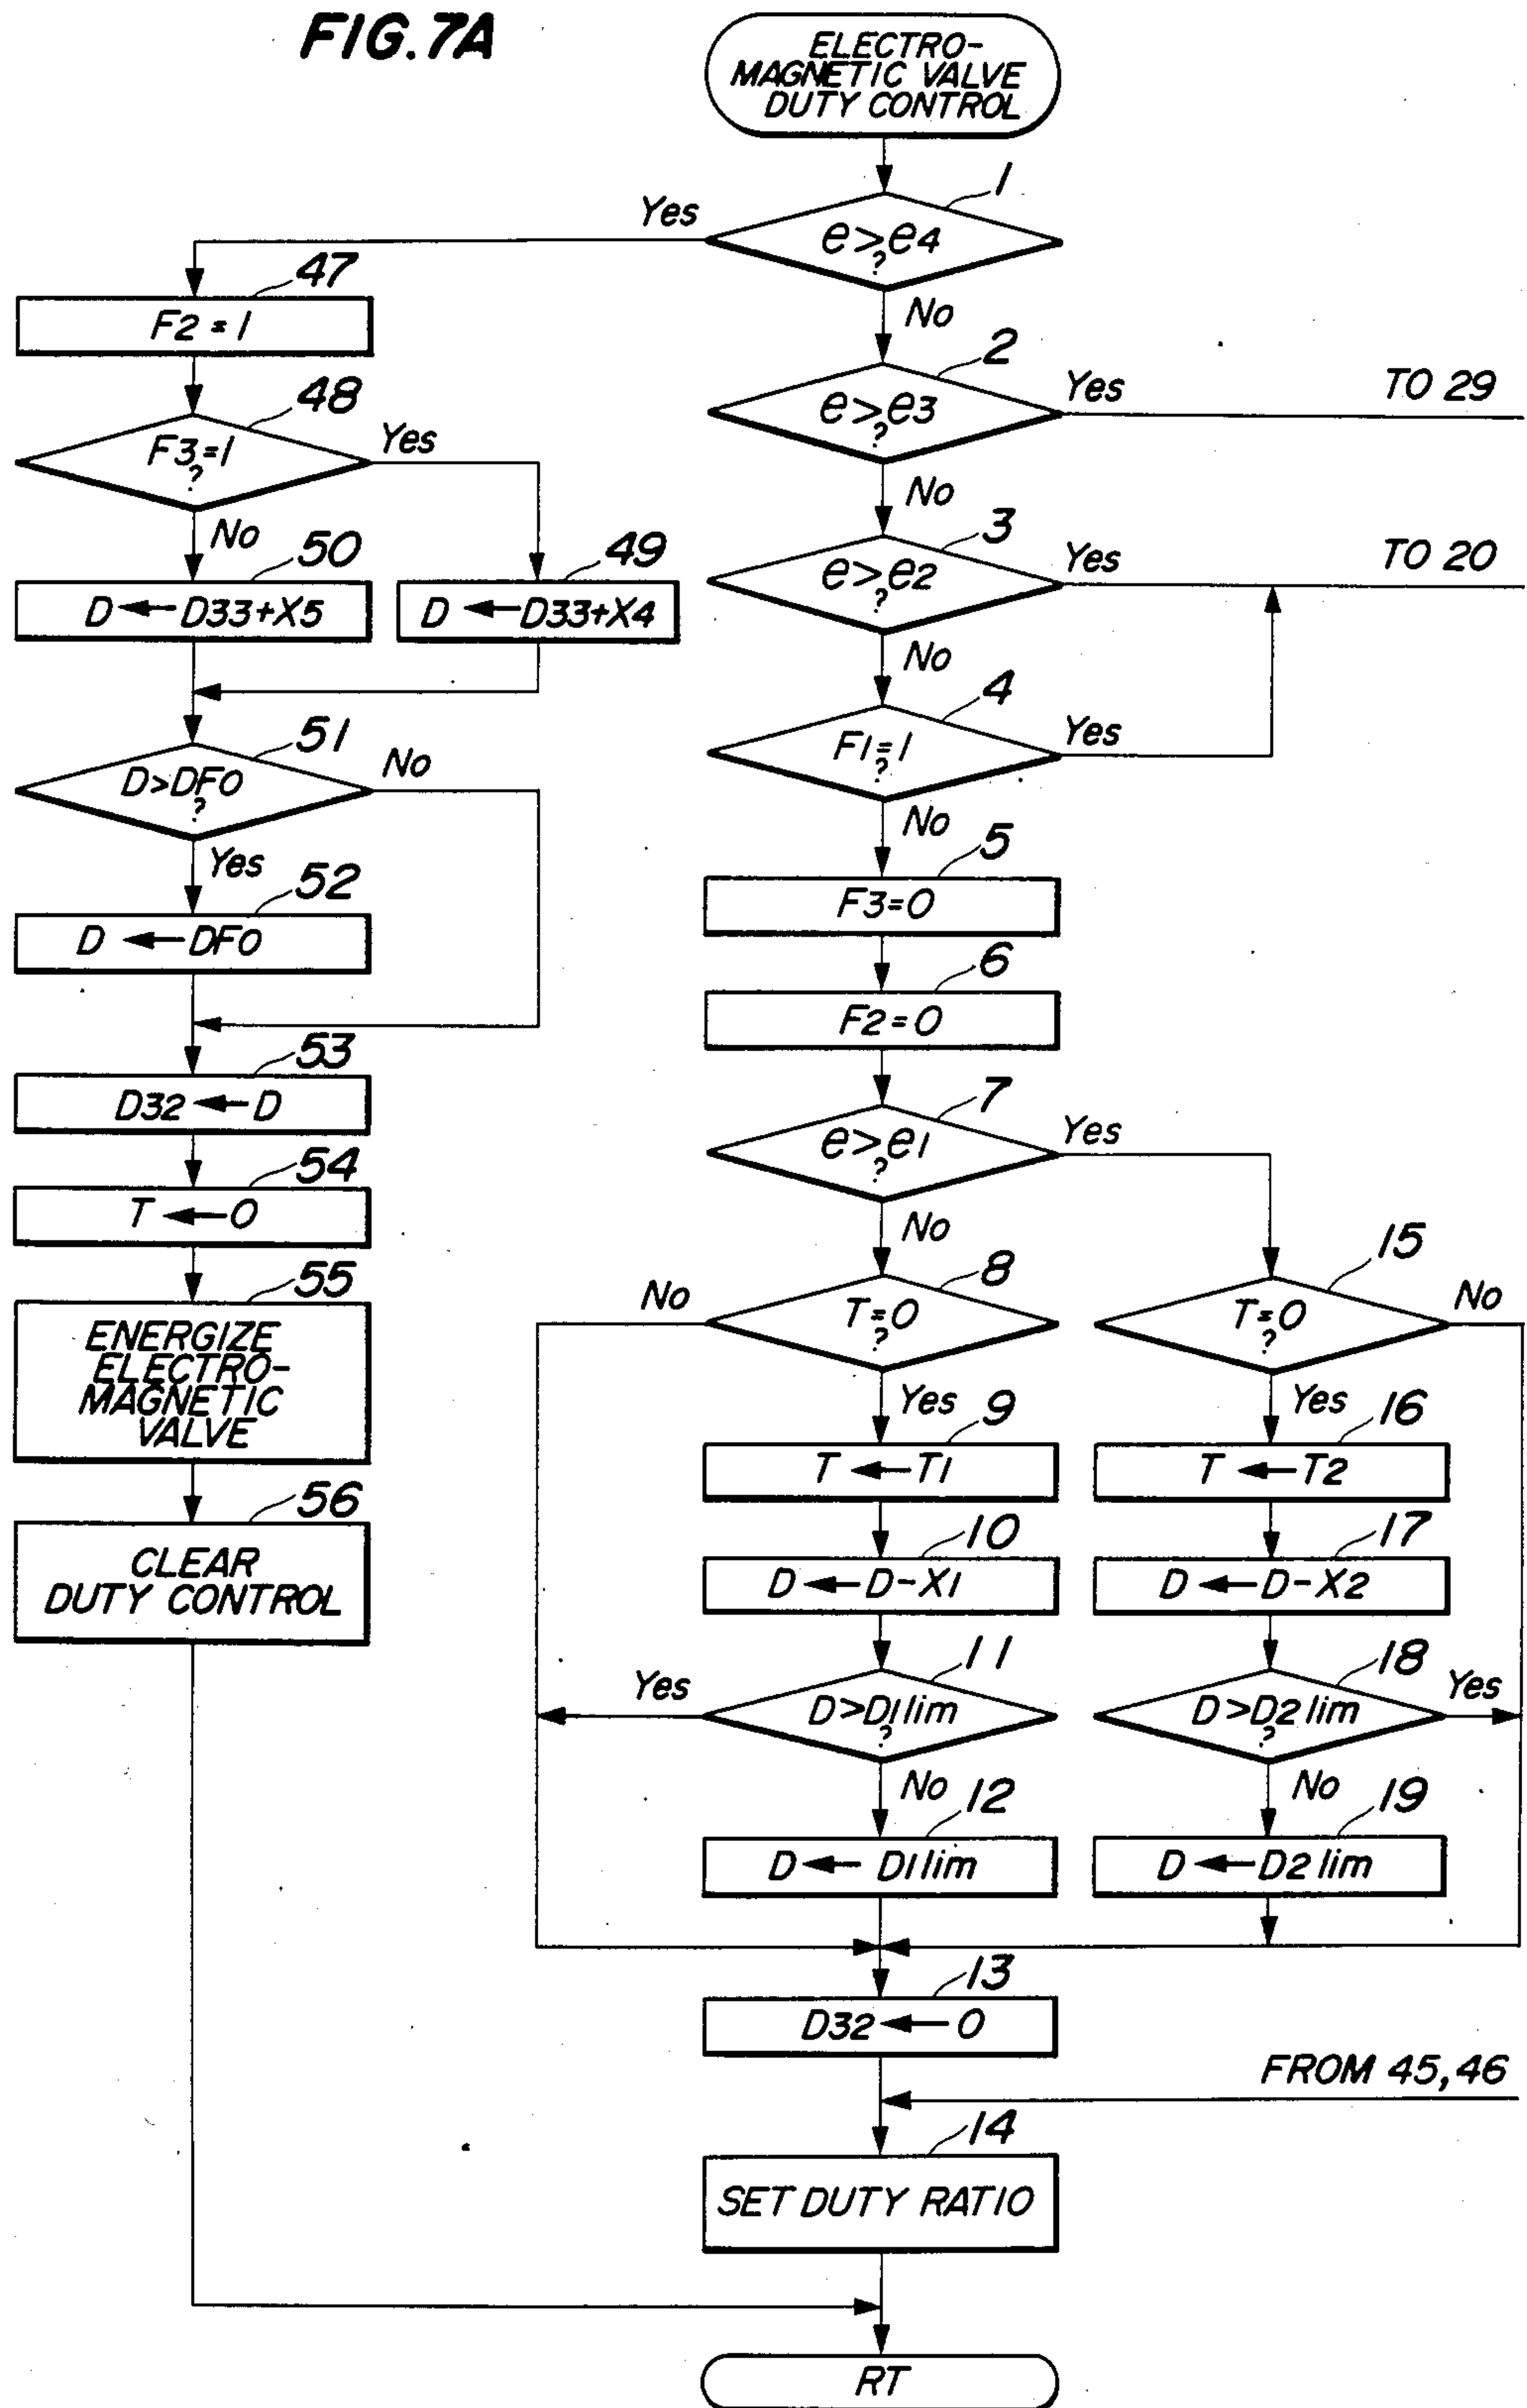 FIG.7A
ELECTRO-
MAGNETIC VALVE
DUTY CONTROL
1
Yes
e>e4
?
No
47
F2=1
2
e>e3
?
Yes
TO 29
No
48
F3=1
?
Yes
No
3
e>e2
?
Yes
TO 20
No
50
D←D33+X5
49
D←D33+X4
4
F1=1
?
Yes
No
51
D>DFO
?
No
Yes
5
F3=0
52
D←DFO
6
F2=0
53
D32←D
7
e>e1
?
Yes
No
54
T←0
8
No
T=0
?
Yes
15
T=0
?
No
Yes
55
ENERGIZE
ELECTRO-
MAGNETIC
VALVE
9
T←T1
16
T←T2
56
CLEAR
DUTY CONTROL
10
D←D-X1
17
D←D-X2
11
Yes
D>D1lim
?
No
18
D>D2lim
?
Yes
No
12
D←D1lim
19
D←D2lim
13
D32←0
FROM 45,46
14
SET DUTY RATIO
RT